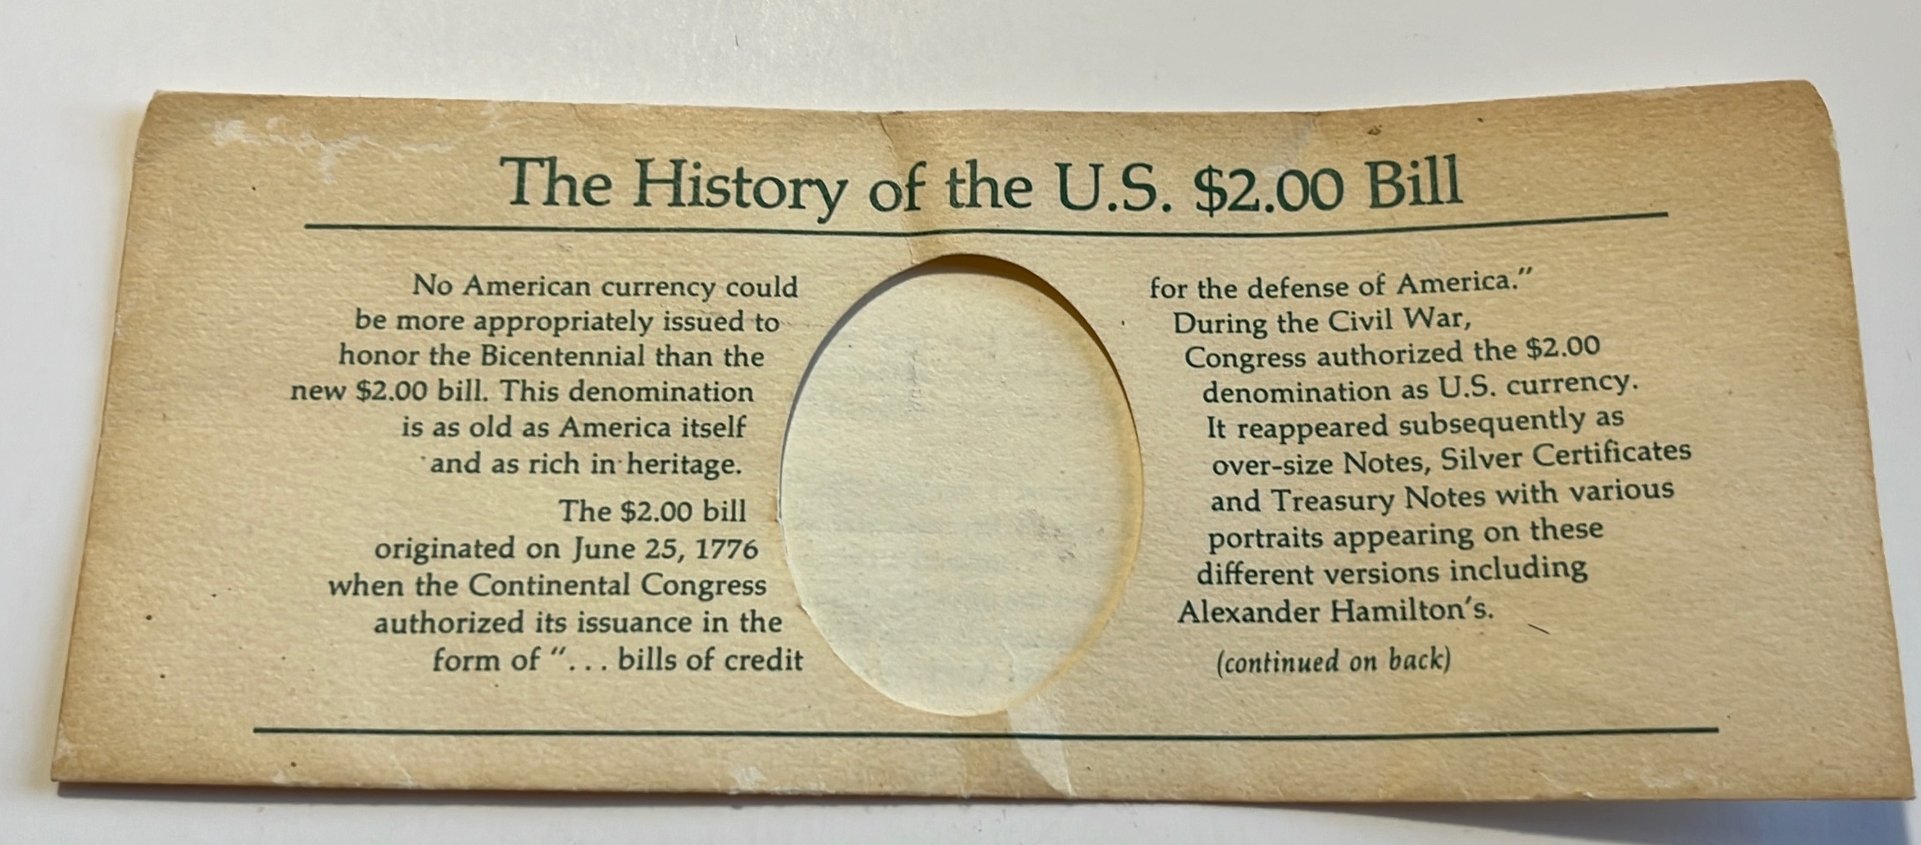 The History of the U.S. $2.00 Bill
No American currency could
be more appropriately issued to
honor the Bicentennial than the
new $2.00 bill. This denomination
is as old as America itself
and as rich in heritage.
The $2.00 bill
originated on June 25, 1776
when the Continental Congress
authorized its issuance in the
form of “. . . bills of credit
for the defense of America.”
During the Civil War,
Congress authorized the $2.00
denomination as U.S. currency.
It reappeared subsequently as
over-size Notes, Silver Certificates
and Treasury Notes with various
portraits appearing on these
different versions including
Alexander Hamilton’s.
(continued on back)